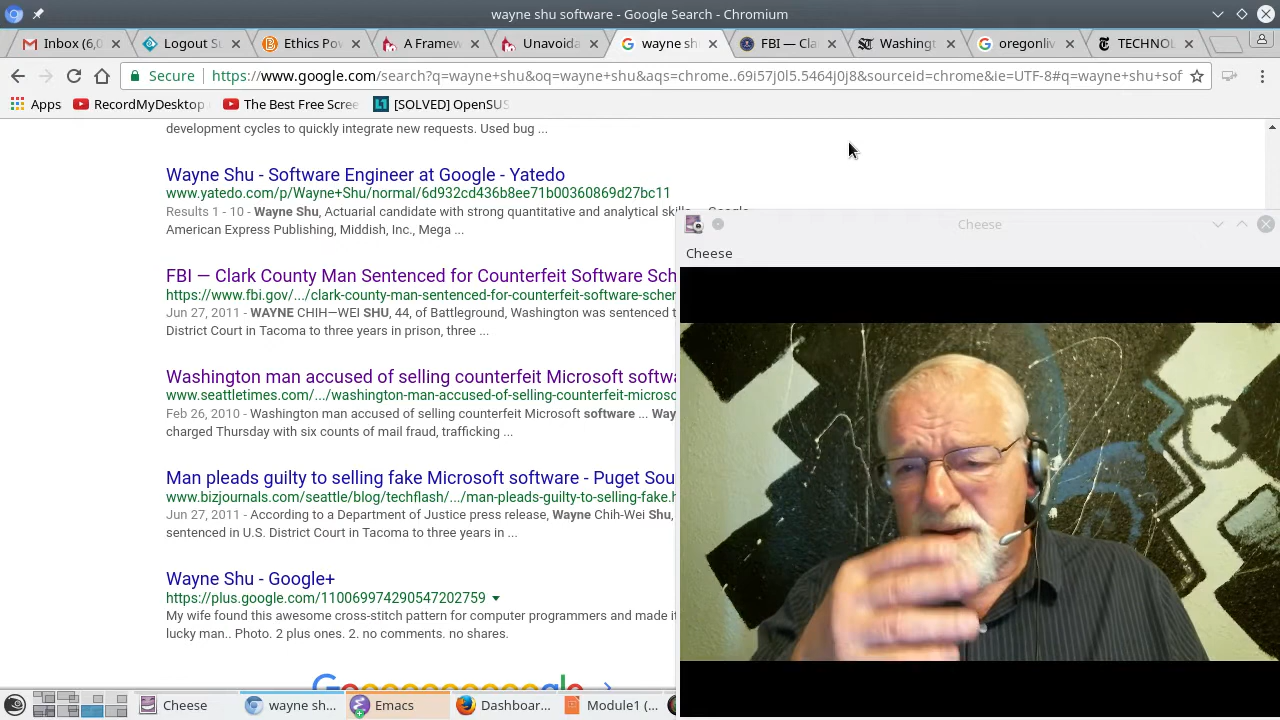 wayne shu software - Google Search - Chromium
Inbox (6,0
Logout Su
Ethics Pov
A Framew
Unavoida
wayne sh
FBI — Cla
Washingt
oregonliv
TECHNOL
Secure
https://www.google.com/search?q=wayne+shu&oq=wayne+shu&aqs=chrome..69i57j0l5.5464j0j8&sourceid=chrome&ie=UTF-8#q=wayne+shu+sof
Apps
RecordMyDesktop
The Best Free Scree
[SOLVED] OpenSUS
development cycles to quickly integrate new requests. Used bug ...
Wayne Shu - Software Engineer at Google - Yatedo
www.yatedo.com/p/Wayne+Shu/normal/6d932cd436b8ee71b00360869d27bc11
Results 1 - 10 - Wayne Shu, Actuarial candidate with strong quantitative and analytical
American Express Publishing, Middish, Inc., Mega ...
FBI — Clark County Man Sentenced for Counterfeit Software Sch
https://www.fbi.gov/.../clark-county-man-sentenced-for-counterfeit-software-schem
Jun 27, 2011 - WAYNE CHIH—WEI SHU, 44, of Battleground, Washington was sentenced t
District Court in Tacoma to three years in prison, three ...
Washington man accused of selling counterfeit Microsoft softwa
www.seattletimes.com/.../washington-man-accused-of-selling-counterfeit-microso
Feb 26, 2010 - Washington man accused of selling counterfeit Microsoft software ... Way
charged Thursday with six counts of mail fraud, trafficking ...
Man pleads guilty to selling fake Microsoft software - Puget Sou
www.bizjournals.com/seattle/blog/techflash/.../man-pleads-guilty-to-selling-fake.h
Jun 27, 2011 - According to a Department of Justice press release, Wayne Chih-Wei Shu,
sentenced in U.S. District Court in Tacoma to three years in ...
Wayne Shu - Google+
https://plus.google.com/110069974290547202759
My wife found this awesome cross-stitch pattern for computer programmers and made i
lucky man.. Photo. 2 plus ones. 2. no comments. no shares.
Cheese
Cheese
Cheese
wayne sh...
Emacs
Dashboar...
Module1 (...